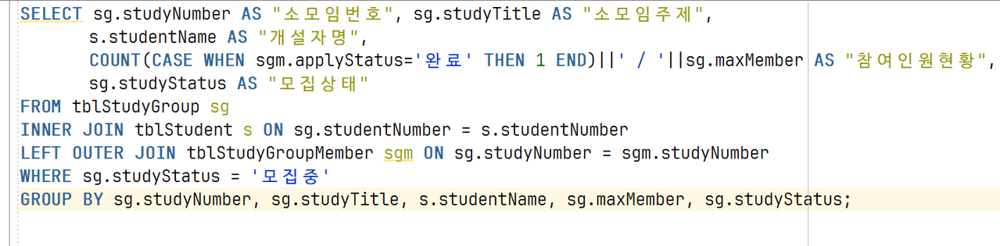 SELECT sg.studyNumber AS "소모임번호", sg.studyTitle AS "소모임주제",
s.studentName AS "개설자명",
COUNT(CASE WHEN sgm.applyStatus='완료' THEN 1 END)||' / '||sg.maxMember AS "참여인원현황",
sg.studyStatus AS "모집상태"
FROM tblStudyGroup sg
INNER JOIN tblStudent s ON sg.studentNumber = s.studentNumber
LEFT OUTER JOIN tblStudyGroupMember sgm ON sg.studyNumber = sgm.studyNumber
WHERE sg.studyStatus = '모집중'
GROUP BY sg.studyNumber, sg.studyTitle, s.studentName, sg.maxMember, sg.studyStatus;